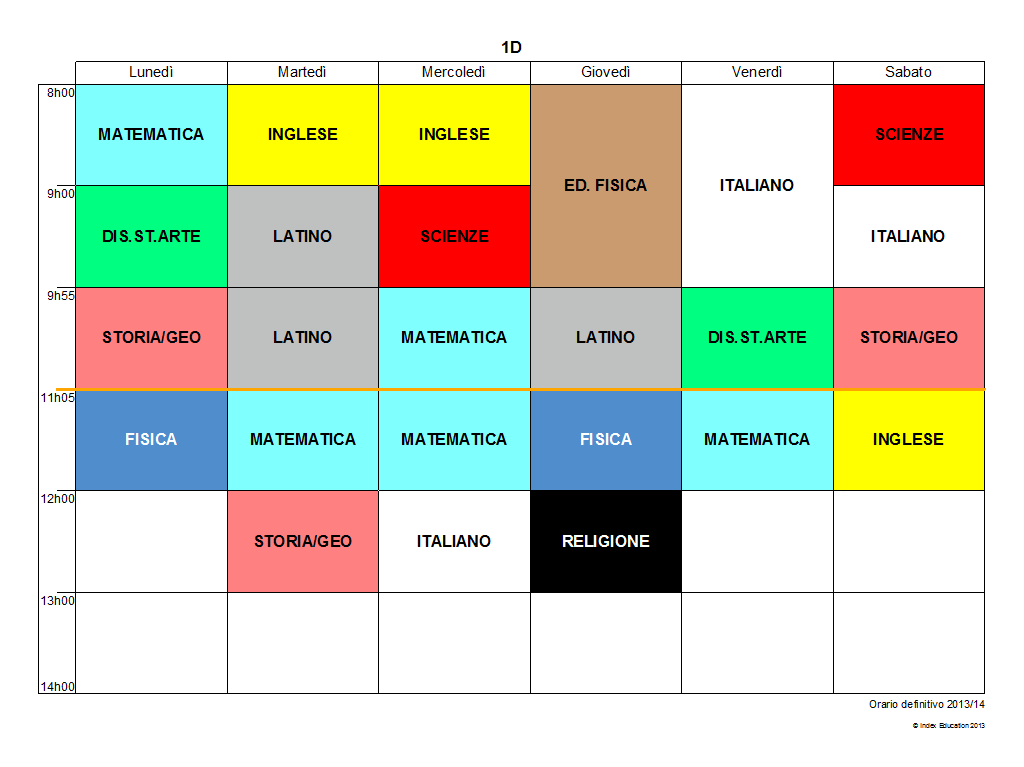 1D
Lunedì Martedì Mercoledì Giovedì Venerdì Sabato
8h00
MATEMATICA INGLESE INGLESE ED. FISICA ITALIANO SCIENZE
9h00
DIS.ST.ARTE LATINO SCIENZE ITALIANO
9h55
STORIA/GEO LATINO MATEMATICA LATINO DIS.ST.ARTE STORIA/GEO
11h05
FISICA MATEMATICA MATEMATICA FISICA MATEMATICA INGLESE
12h00
STORIA/GEO ITALIANO RELIGIONE
13h00
14h00
Orario definitivo 2013/14
© Index Education 2013